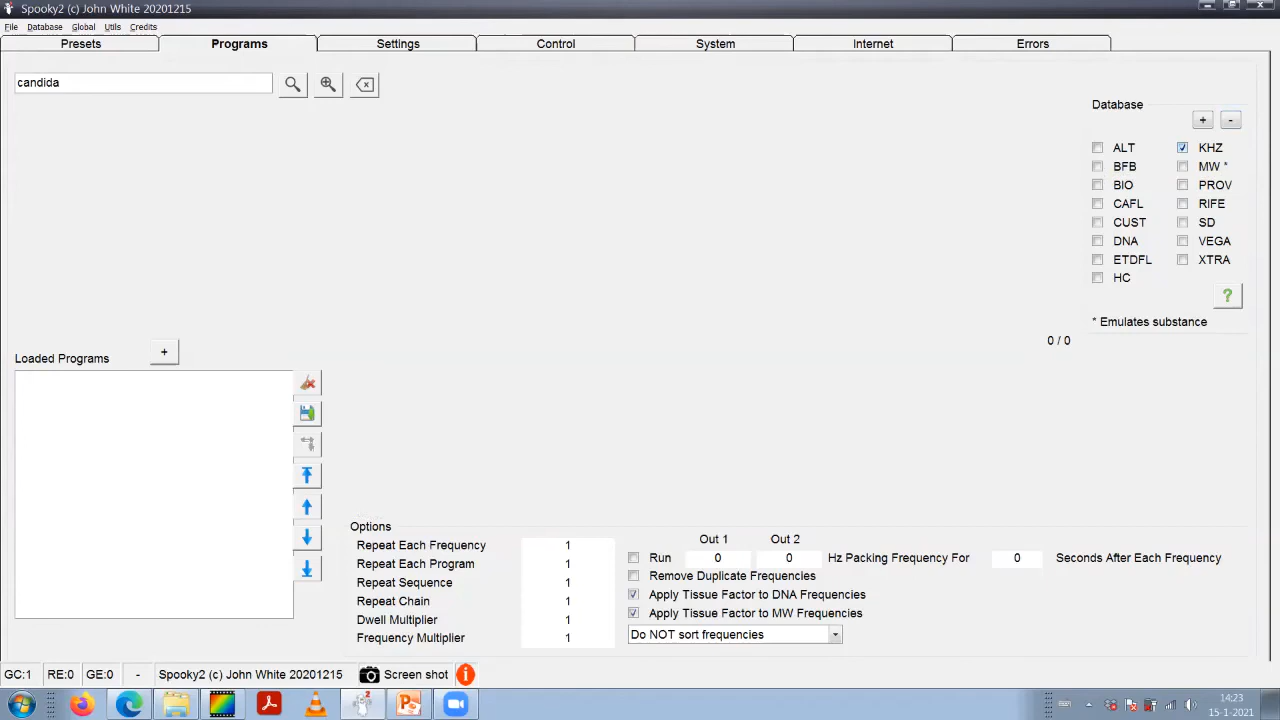 Spooky2 (c) John White 20201215
File Database Global Utils Credits
Presets Programs Settings Control System Internet Errors
candida
Database
+ -
ALT KHZ
BFB MW *
BIO PROV
CAFL RIFE
CUST SD
DNA VEGA
ETDFL XTRA
HC
?
* Emulates substance
0 / 0
Loaded Programs +
Options
Out 1 Out 2
Repeat Each Frequency 1
Run 0 0 Hz Packing Frequency For 0 Seconds After Each Frequency
Repeat Each Program 1
Remove Duplicate Frequencies
Repeat Sequence 1
Apply Tissue Factor to DNA Frequencies
Repeat Chain 1
Apply Tissue Factor to MW Frequencies
Dwell Multiplier 1
Do NOT sort frequencies
Frequency Multiplier 1
GC:1 RE:0 GE:0 - Spooky2 (c) John White 20201215 Screen shot
14:23
15-1-2021